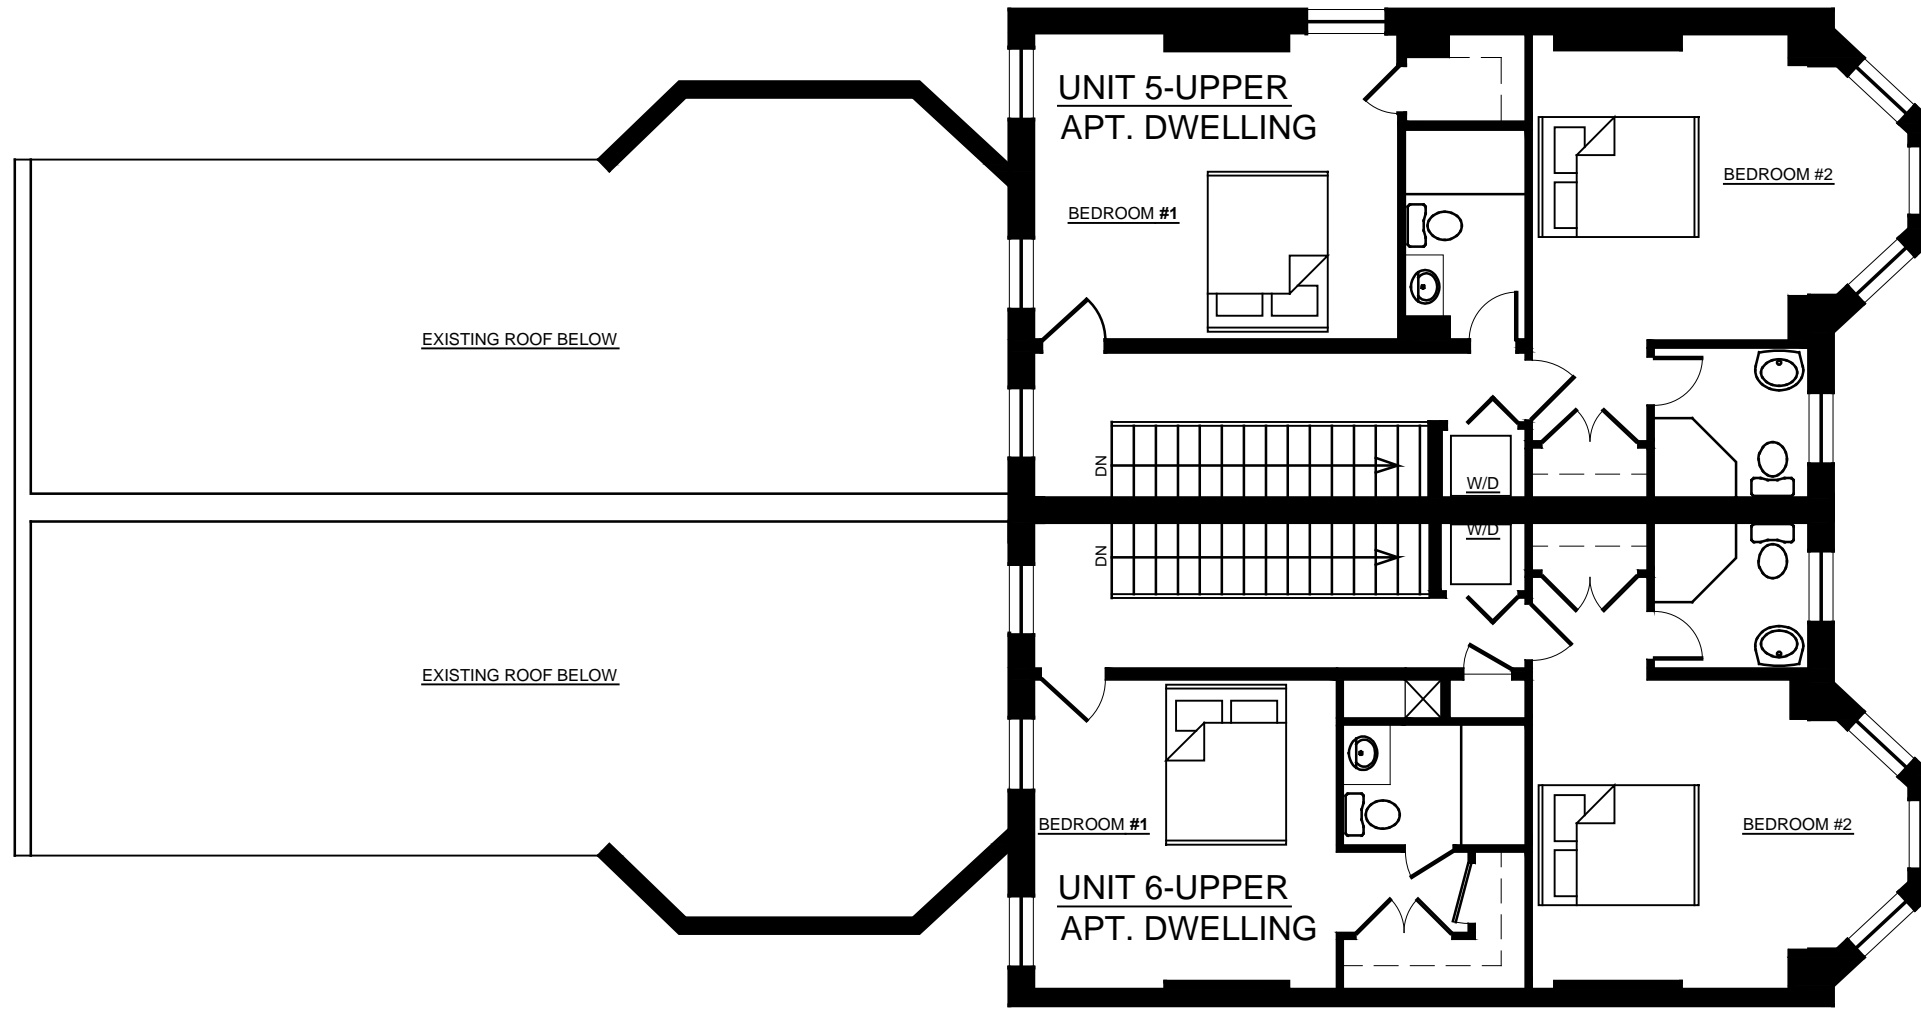 UNIT 5-UPPER
APT. DWELLING
BEDROOM #2
BEDROOM #1
EXISTING ROOF BELOW
DN
W/D
W/D
DN
EXISTING ROOF BELOW
BEDROOM #1
BEDROOM #2
UNIT 6-UPPER
APT. DWELLING